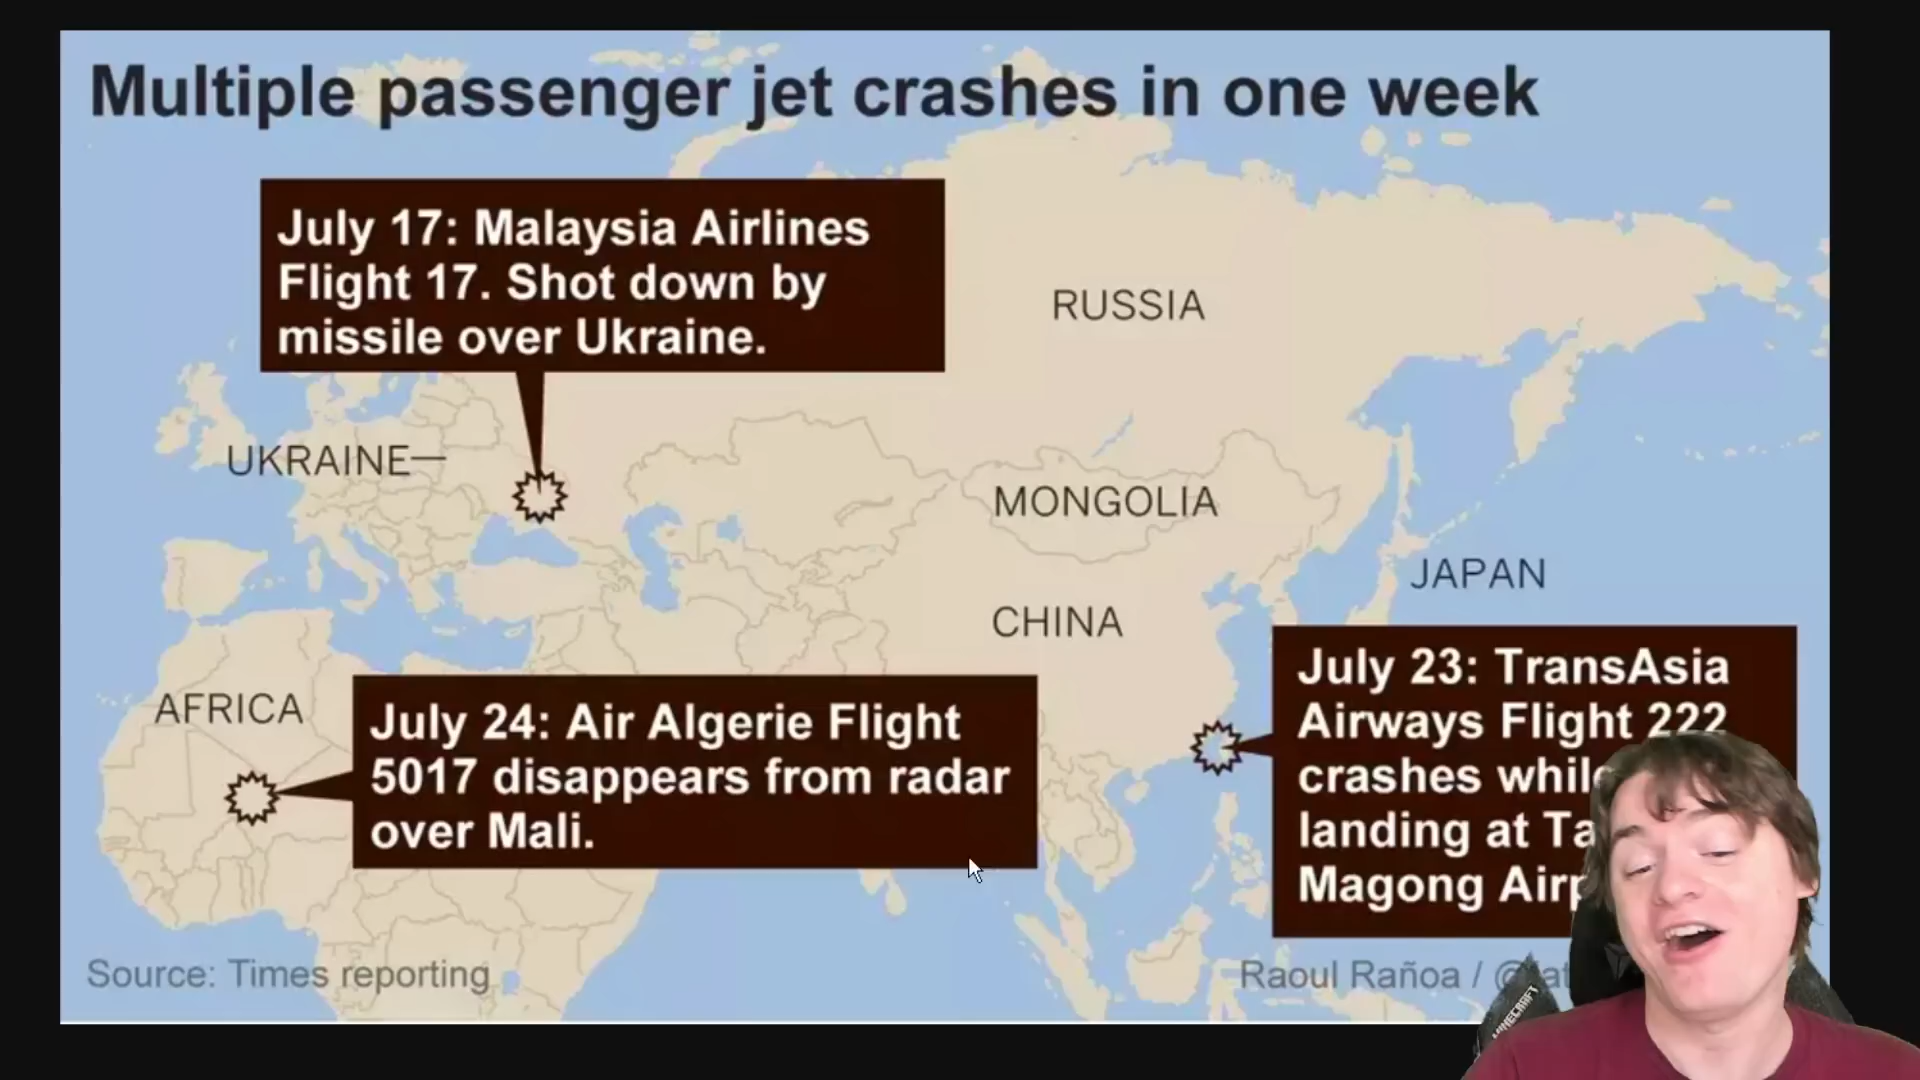 Multiple passenger jet crashes in one week
July 17: Malaysia Airlines
Flight 17. Shot down by
missile over Ukraine.
RUSSIA
UKRAINE
MONGOLIA
JAPAN
CHINA
AFRICA
July 24: Air Algerie Flight
5017 disappears from radar
over Mali.
July 23: TransAsia
Airways Flight 222
crashes
landing at
Magong
Source: Times reporting
Raoul Rañoa /
MINECRAFT